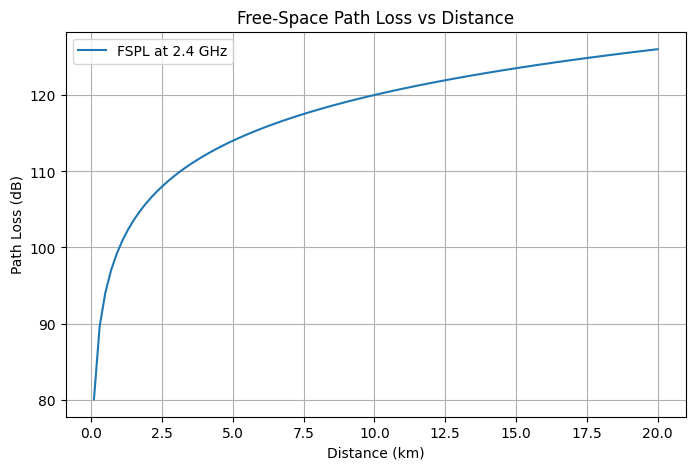 Free-Space Path Loss vs Distance
FSPL at 2.4 GHz
Path Loss (dB)
120
110
100
90
80
0.0 2.5 5.0 7.5 10.0 12.5 15.0 17.5 20.0
Distance (km)